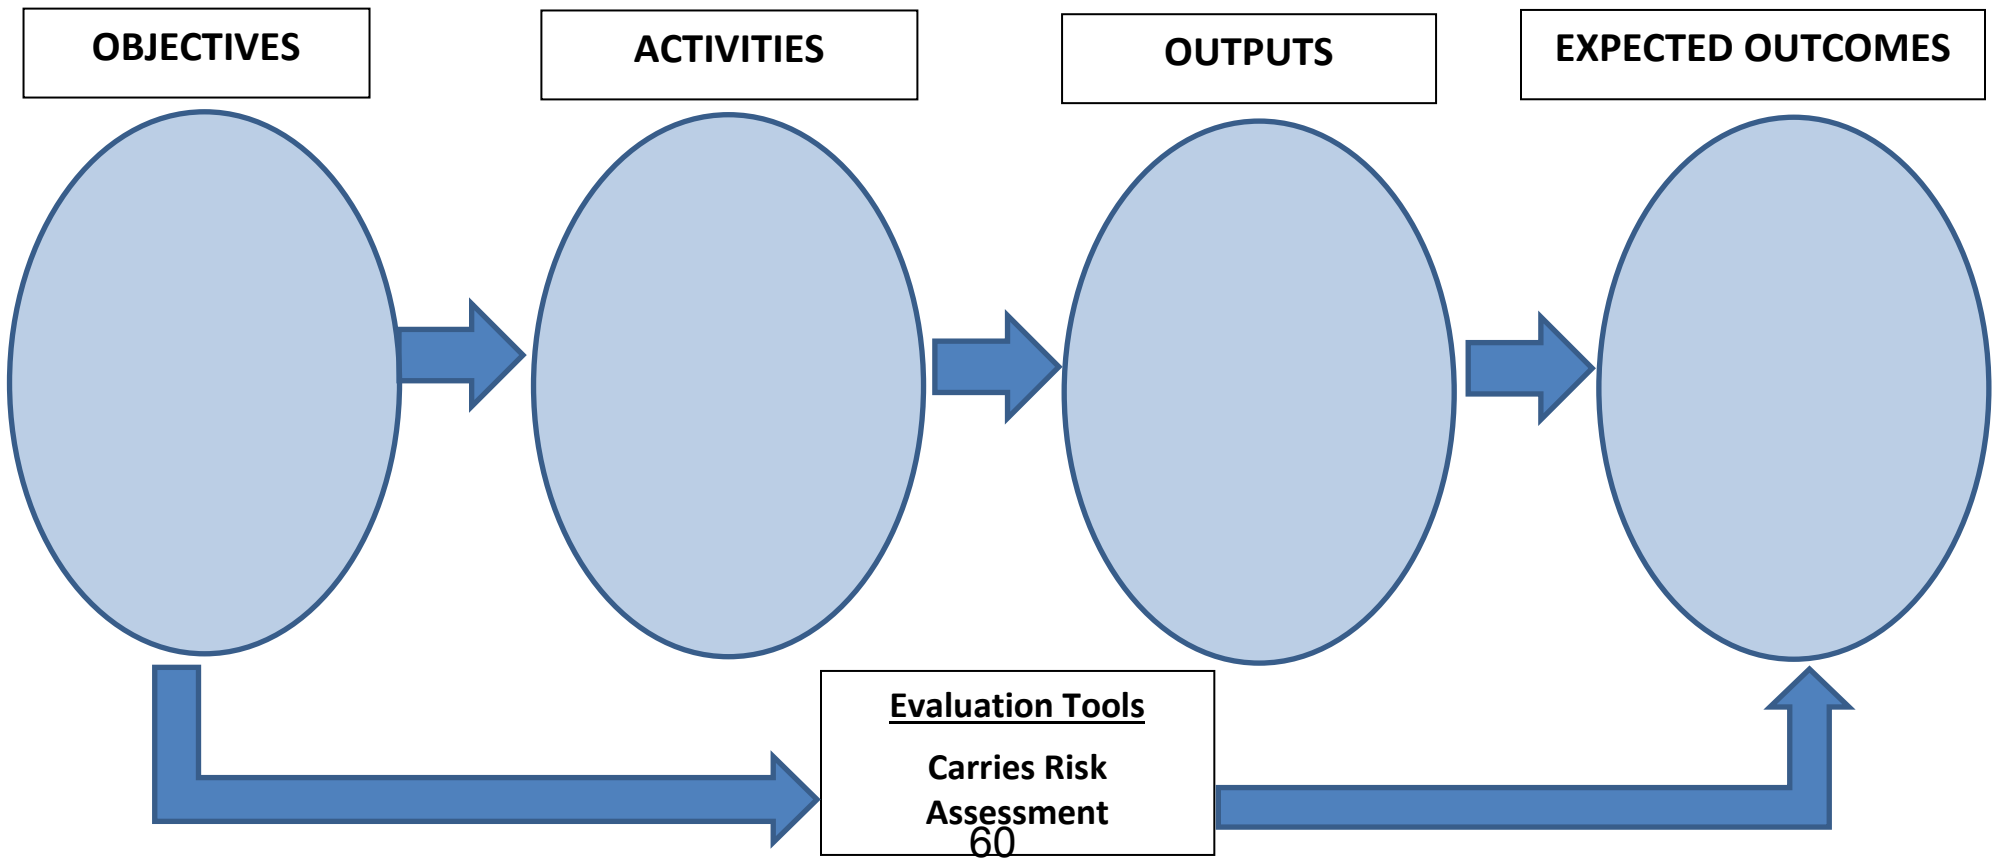 OBJECTIVES
ACTIVITIES
OUTPUTS
EXPECTED OUTCOMES
Evaluation Tools
Carries Risk
Assessment
60